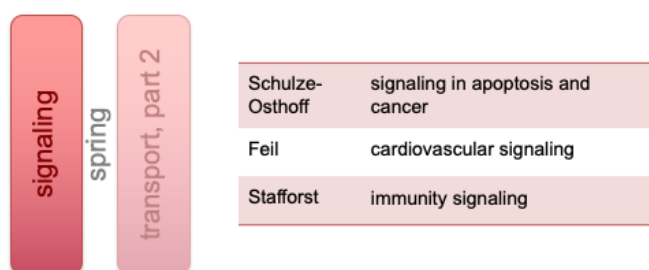 signaling
spring
transport, part 2
Schulze-
Osthoff
signaling in apoptosis and
cancer
Feil
cardiovascular signaling
Stafforst
immunity signaling